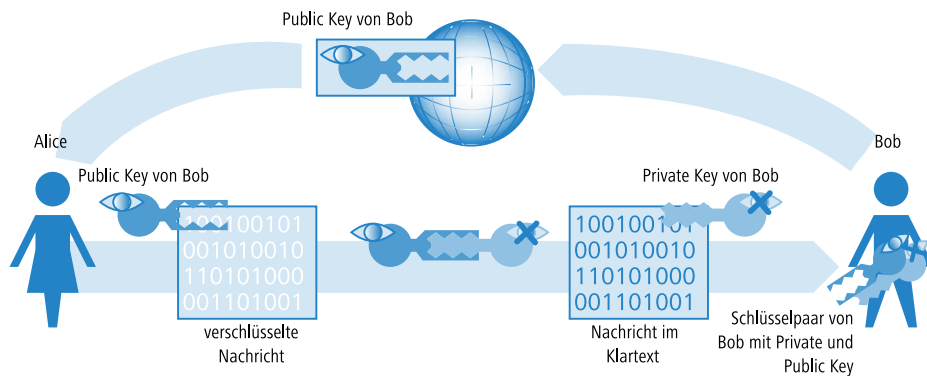 Public Key von Bob
Alice
Bob
Public Key von Bob
Private Key von Bob
100100101
001010010
110101000
001101001
100100101
001010010
110101000
001101001
verschlüsselte
Nachricht
Nachricht im
Klartext
Schlüsselpaar von
Bob mit Private und
Public Key